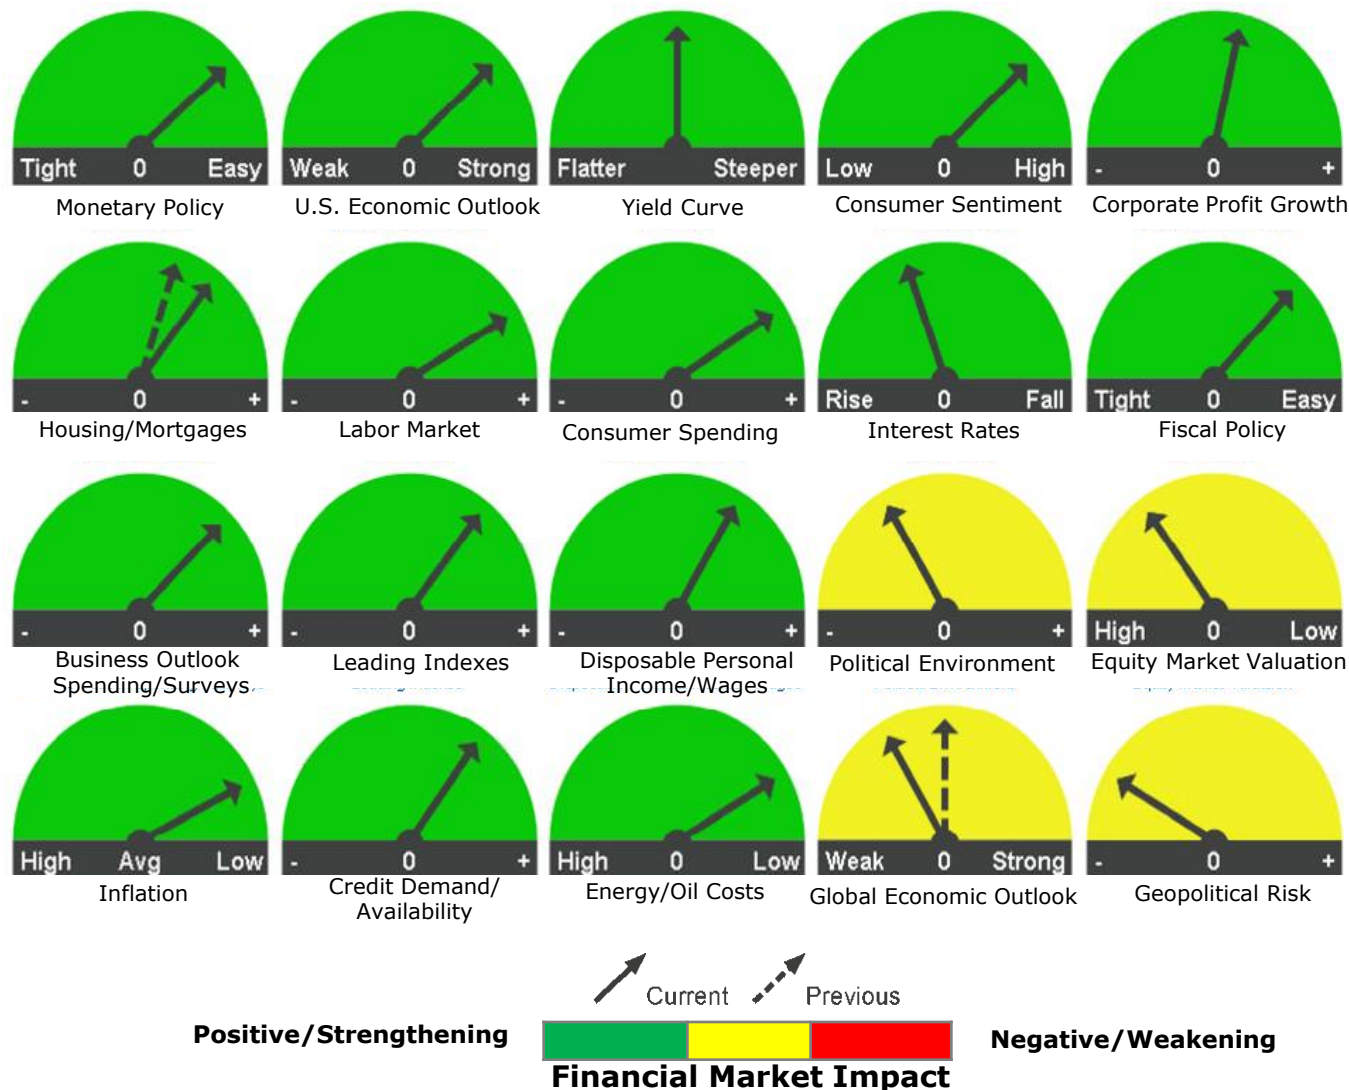 Tight 0 Easy
Weak 0 Strong
Flatter Steeper
Low 0 High
- 0 +
Monetary Policy
U.S. Economic Outlook
Yield Curve
Consumer Sentiment
Corporate Profit Growth
- 0 +
- 0 +
- 0 +
Rise 0 Fall
Tight 0 Easy
Housing/Mortgages
Labor Market
Consumer Spending
Interest Rates
Fiscal Policy
- 0 +
- 0 +
- 0 +
- 0 +
High 0 Low
Business Outlook
Spending/Surveys
Leading Indexes
Disposable Personal
Income/Wages
Political Environment
Equity Market Valuation
High Avg Low
- 0 +
High 0 Low
Weak 0 Strong
- 0 +
Inflation
Credit Demand/
Availability
Energy/Oil Costs
Global Economic Outlook
Geopolitical Risk
Current Previous
Positive/Strengthening
Negative/Weakening
Financial Market Impact